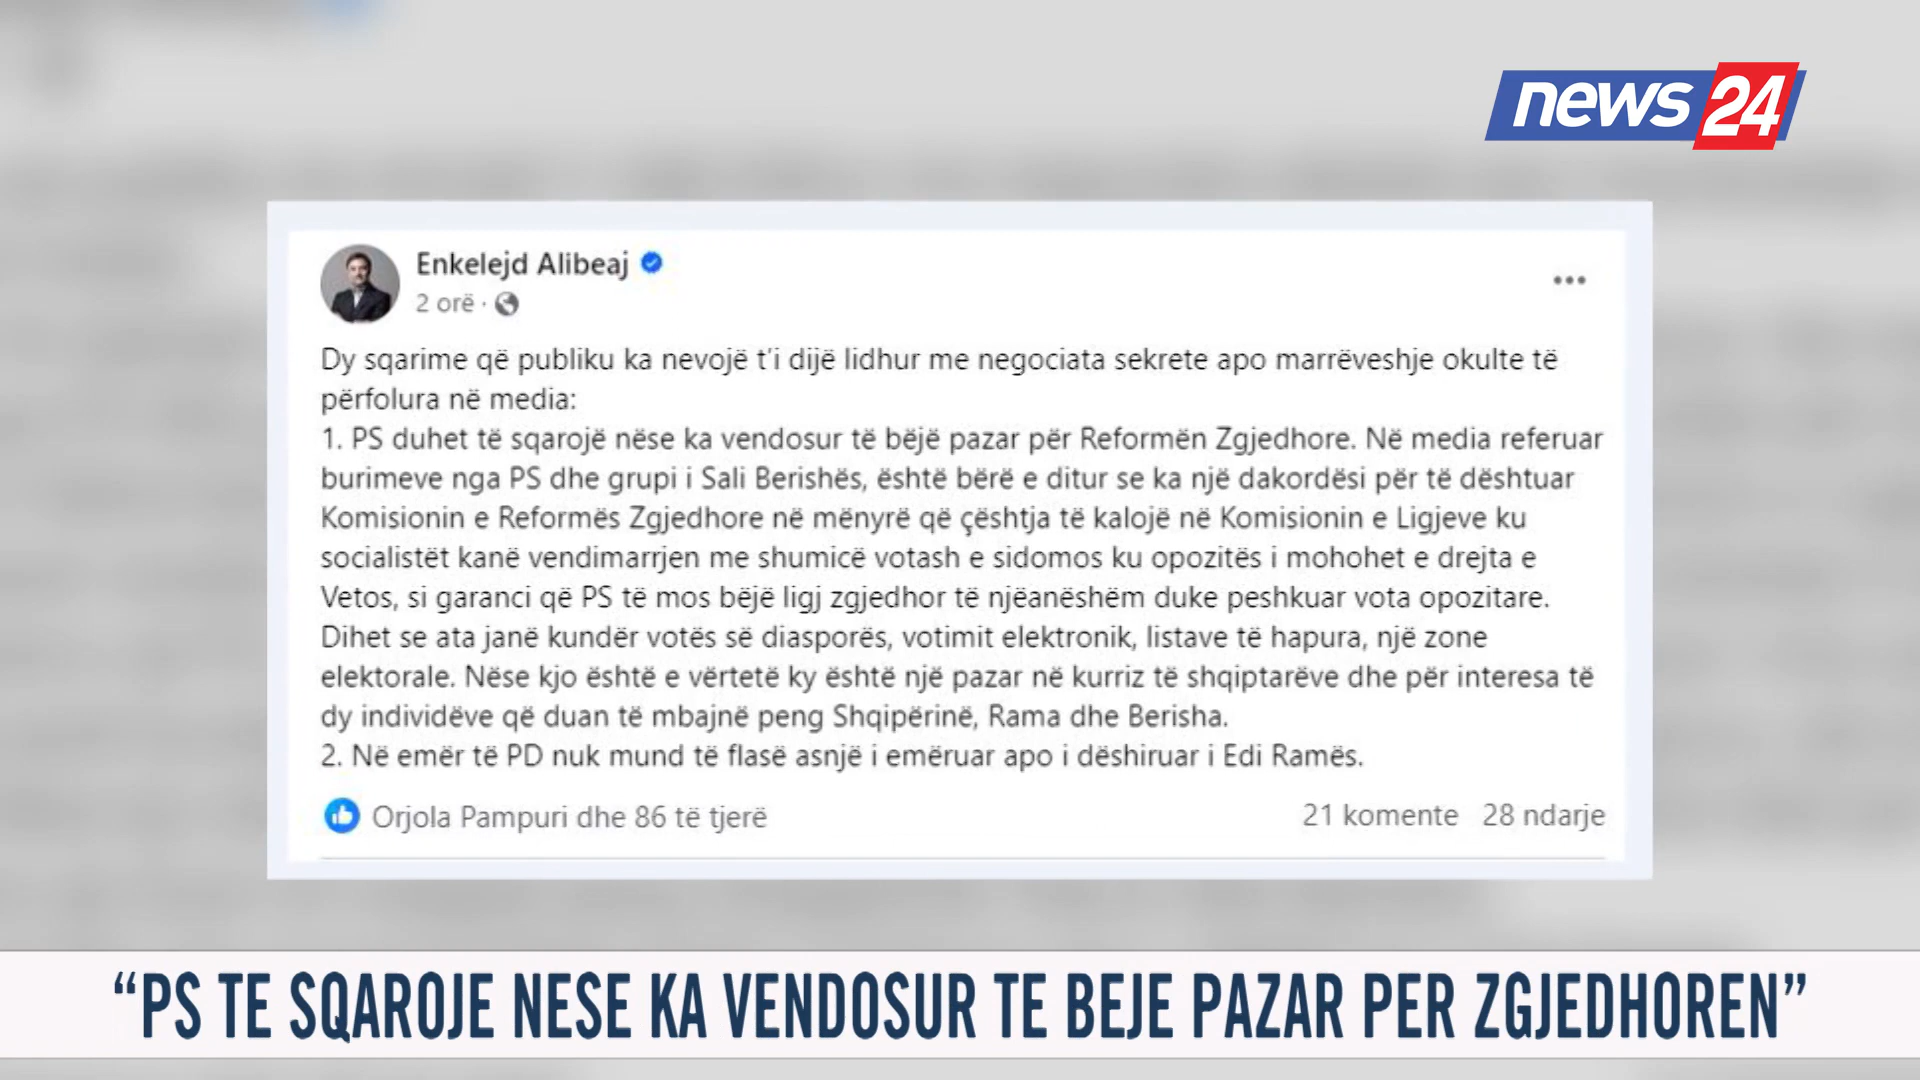 news 24
Enkelejd Alibeaj
2 orë ·
Dy sqarime që publiku ka nevojë t'i dijë lidhur me negociata sekrete apo marrëveshje okulte të
përfolura në media:
1. PS duhet të sqarojë nëse ka vendosur të bëjë pazar për Reformën Zgjedhore. Në media referuar
burimeve nga PS dhe grupi i Sali Berishës, është bërë e ditur se ka një dakordësi për të dështuar
Komisionin e Reformës Zgjedhore në mënyrë që çështja të kalojë në Komisionin e Ligjeve ku
socialistët kanë vendimarrjen me shumicë votash e sidomos ku opozitës i mohohet e drejta e
Vetos, si garanci që PS të mos bëjë ligj zgjedhor të njëanëshëm duke peshkuar vota opozitare.
Dihet se ata janë kundër votës së diasporës, votimit elektronik, listave të hapura, një zone
elektorale. Nëse kjo është e vërtetë ky është një pazar në kurriz të shqiptarëve dhe për interesa të
dy individëve që duan të mbajnë peng Shqipërinë, Rama dhe Berisha.
2. Në emër të PD nuk mund të flasë asnjë i emëruar apo i dëshiruar i Edi Ramës.
Orjola Pampuri dhe 86 të tjerë
21 komente 28 ndarje
“PS TE SQAROJE NESE KA VENDOSUR TE BEJE PAZAR PER ZGJEDHOREN”